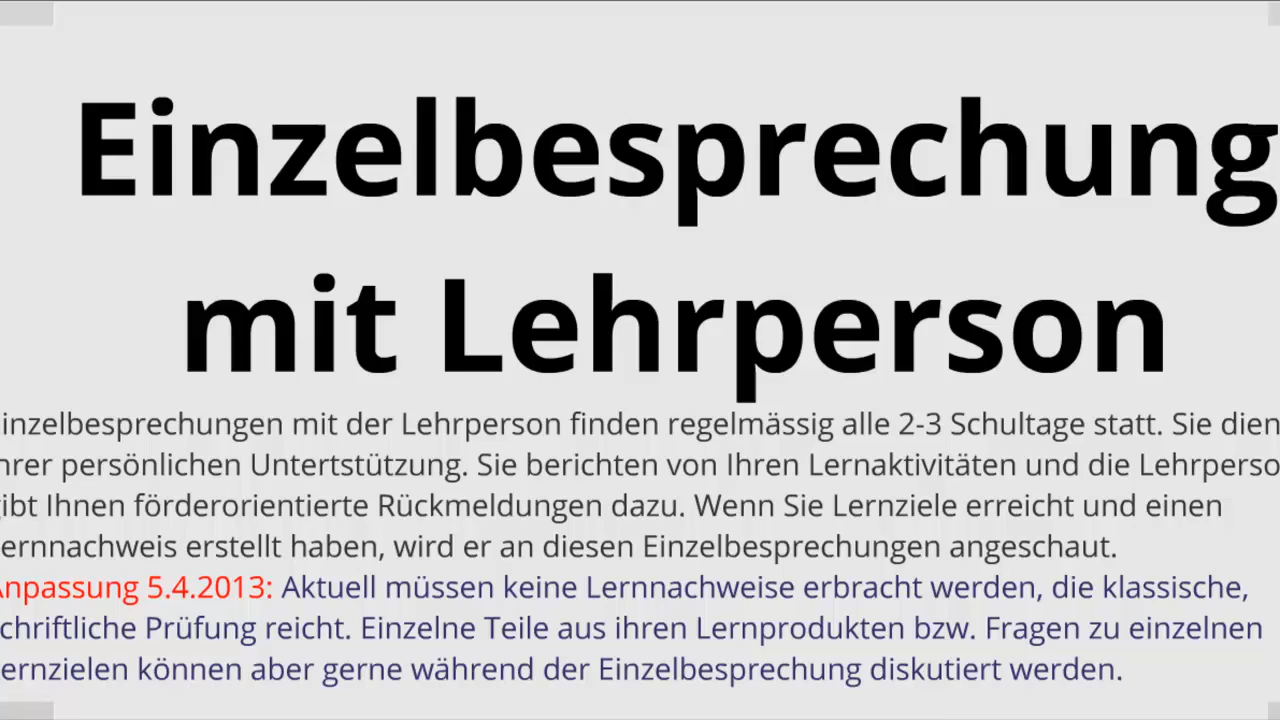 Einzelbesprechung
mit Lehrperson
inzelbesprechungen mit der Lehrperson finden regelmässig alle 2-3 Schultage statt. Sie dien
hrer persönlichen Untertstützung. Sie berichten von Ihren Lernaktivitäten und die Lehrperso
gibt Ihnen förderorientierte Rückmeldungen dazu. Wenn Sie Lernziele erreicht und einen
ernnachweis erstellt haben, wird er an diesen Einzelbesprechungen angeschaut.
Anpassung 5.4.2013: Aktuell müssen keine Lernnachweise erbracht werden, die klassische,
chriftliche Prüfung reicht. Einzelne Teile aus ihren Lernprodukten bzw. Fragen zu einzelnen
ernzielen können aber gerne während der Einzelbesprechung diskutiert werden.